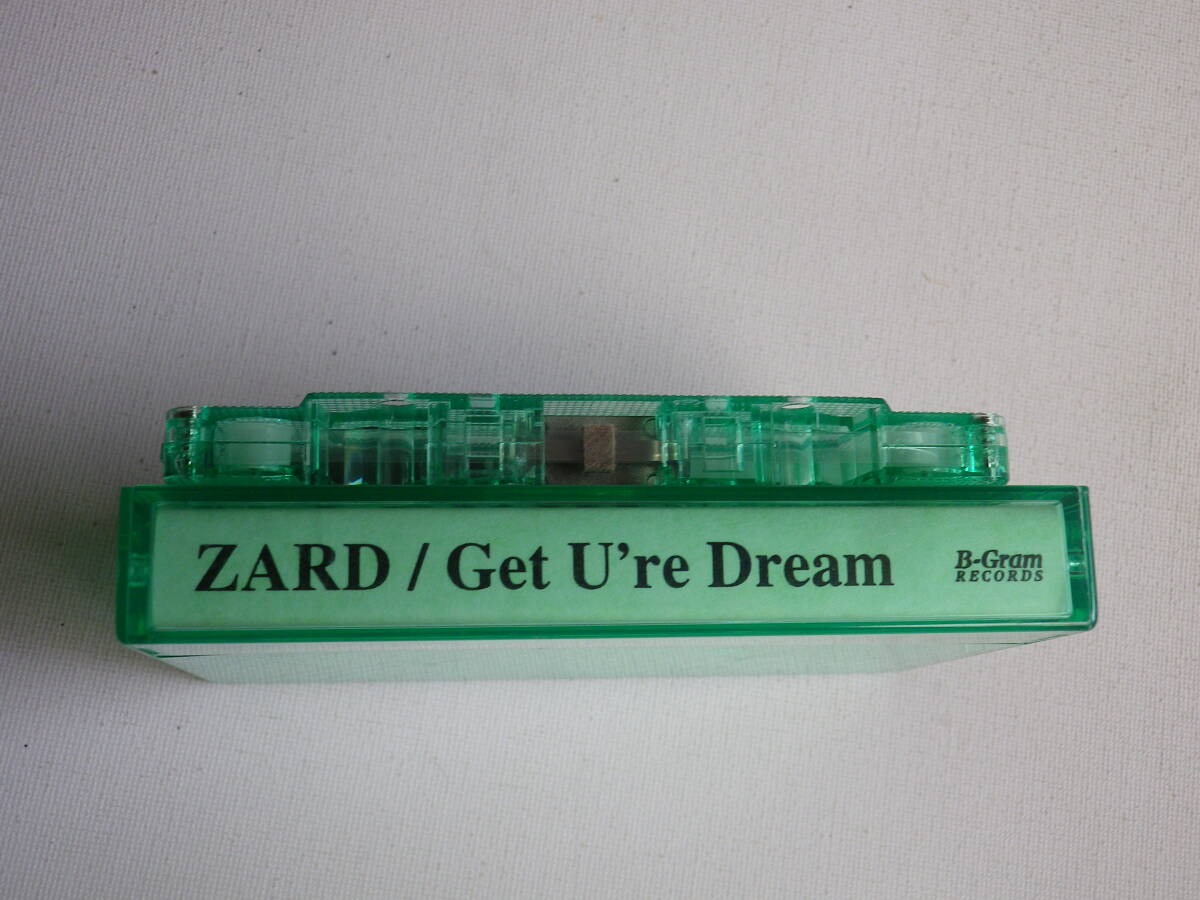 ZARD / Get U're Dream
B-Gram
RECORDS